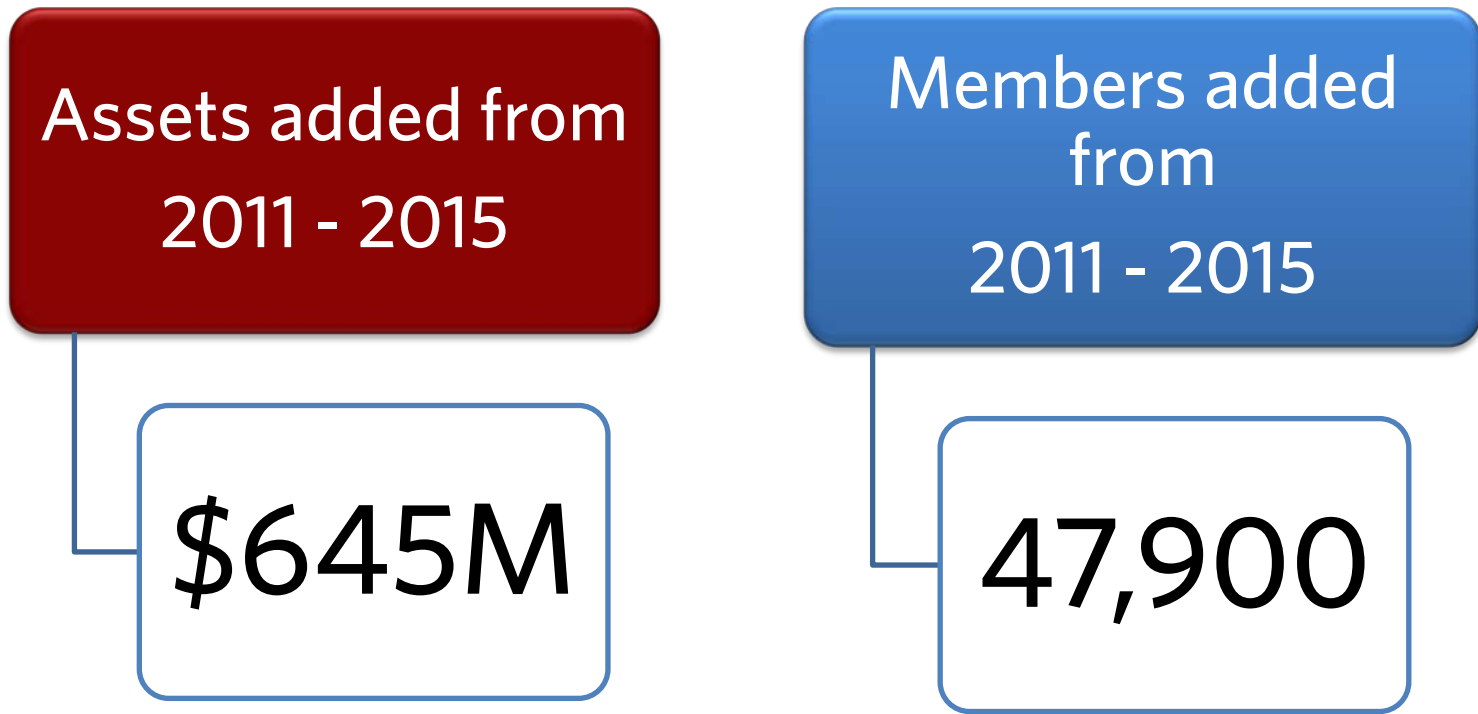 Assets added from
2011 - 2015
$645M
Members added
from
2011 - 2015
47,900